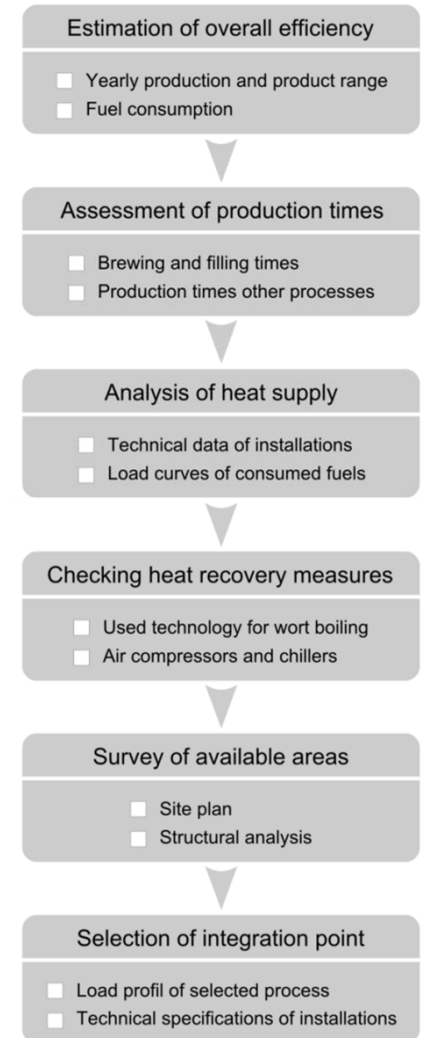 Estimation of overall efficiency
Yearly production and product range
Fuel consumption
Assessment of production times
Brewing and filling times
Production times other processes
Analysis of heat supply
Technical data of installations
Load curves of consumed fuels
Checking heat recovery measures
Used technology for wort boiling
Air compressors and chillers
Survey of available areas
Site plan
Structural analysis
Selection of integration point
Load profil of selected process
Technical specifications of installations